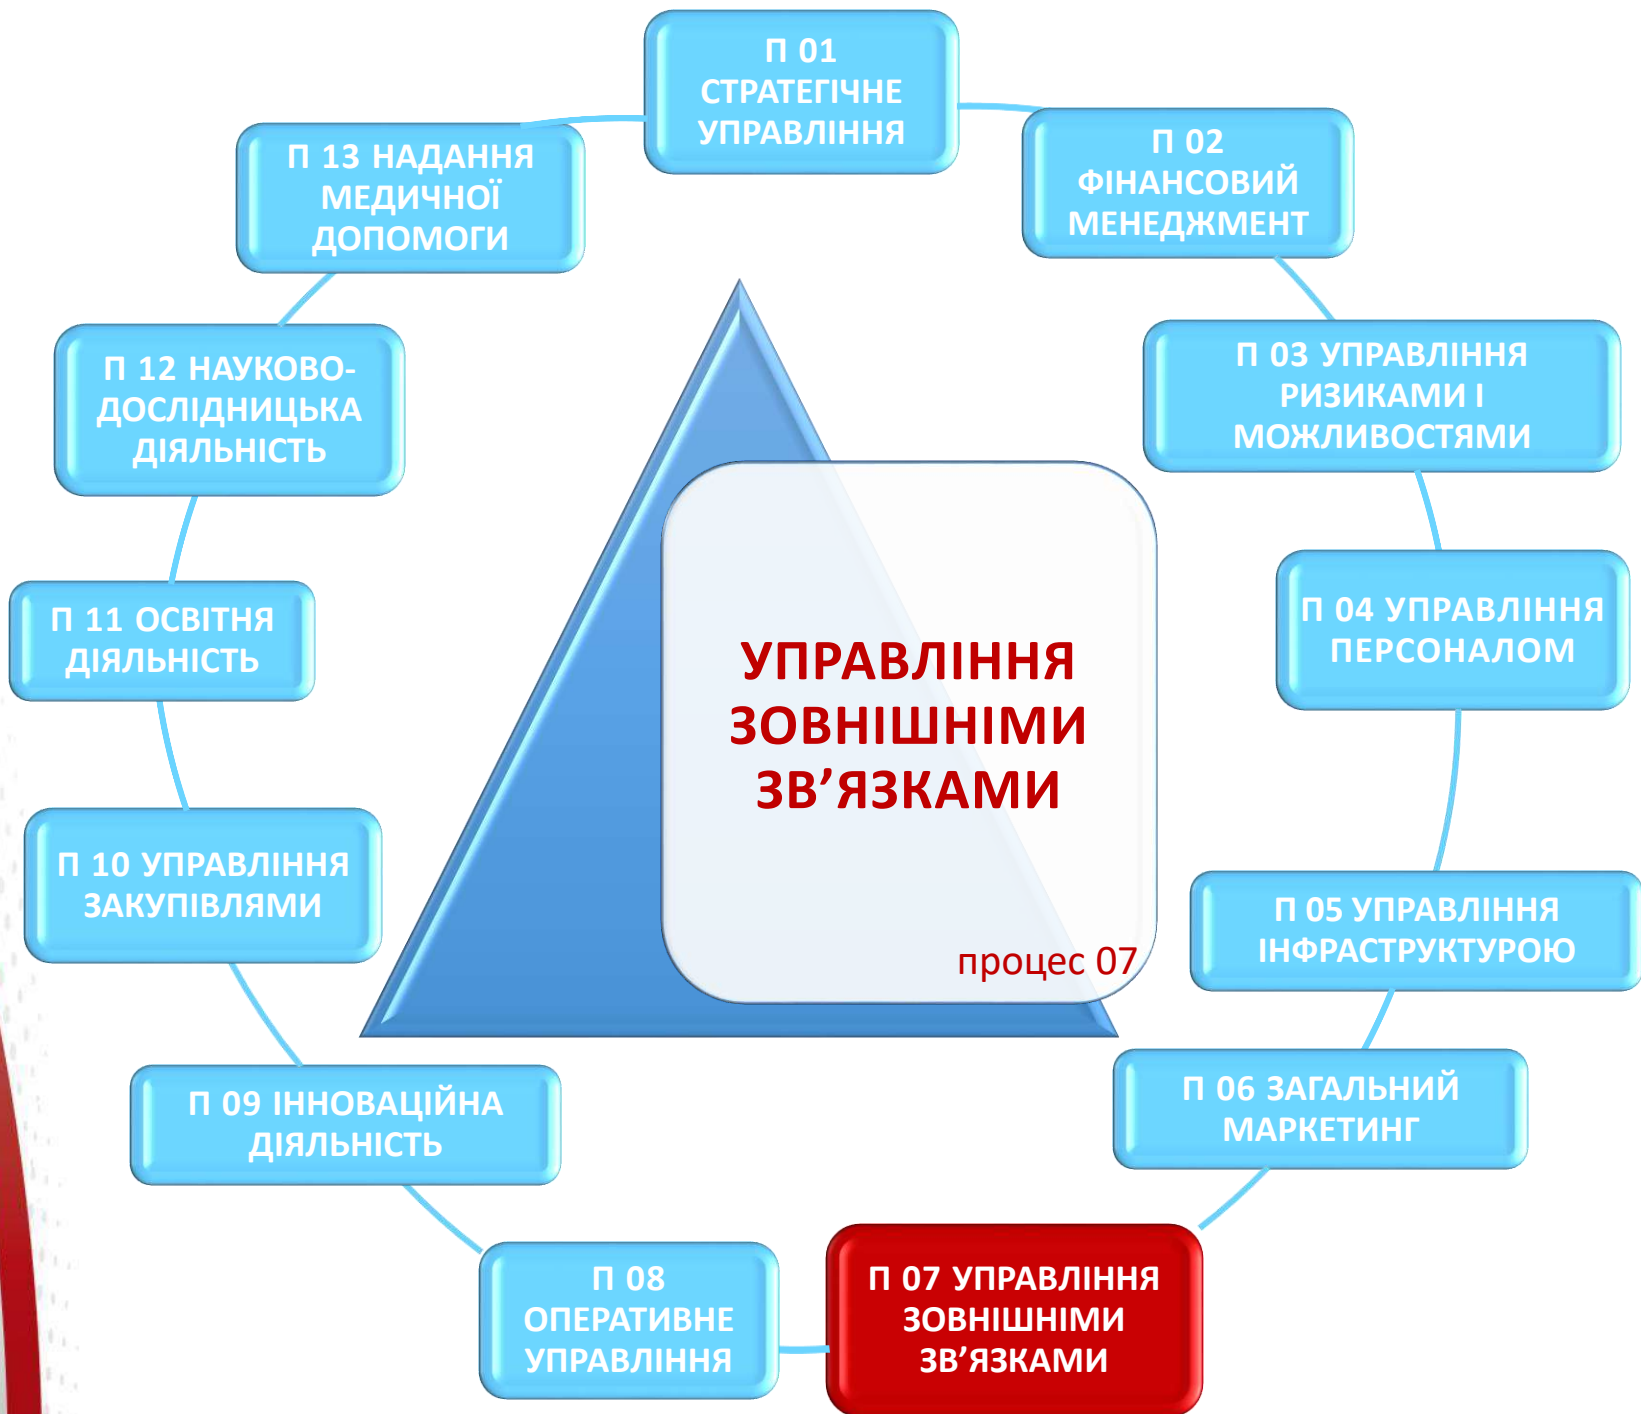 П 01
СТРАТЕГІЧНЕ
УПРАВЛІННЯ
П 02
ФІНАНСОВИЙ
МЕНЕДЖМЕНТ
П 03 УПРАВЛІННЯ
РИЗИКАМИ І
МОЖЛИВОСТЯМИ
П 04 УПРАВЛІННЯ
ПЕРСОНАЛОМ
П 05 УПРАВЛІННЯ
ІНФРАСТРУКТУРОЮ
П 06 ЗАГАЛЬНИЙ
МАРКЕТИНГ
П 07 УПРАВЛІННЯ
ЗОВНІШНІМИ
ЗВ’ЯЗКАМИ
П 08
ОПЕРАТИВНЕ
УПРАВЛІННЯ
П 09 ІННОВАЦІЙНА
ДІЯЛЬНІСТЬ
П 10 УПРАВЛІННЯ
ЗАКУПІВЛЯМИ
П 11 ОСВІТНЯ
ДІЯЛЬНІСТЬ
П 12 НАУКОВО-
ДОСЛІДНИЦЬКА
ДІЯЛЬНІСТЬ
П 13 НАДАННЯ
МЕДИЧНОЇ
ДОПОМОГИ
УПРАВЛІННЯ
ЗОВНІШНІМИ
ЗВ’ЯЗКАМИ
процес 07